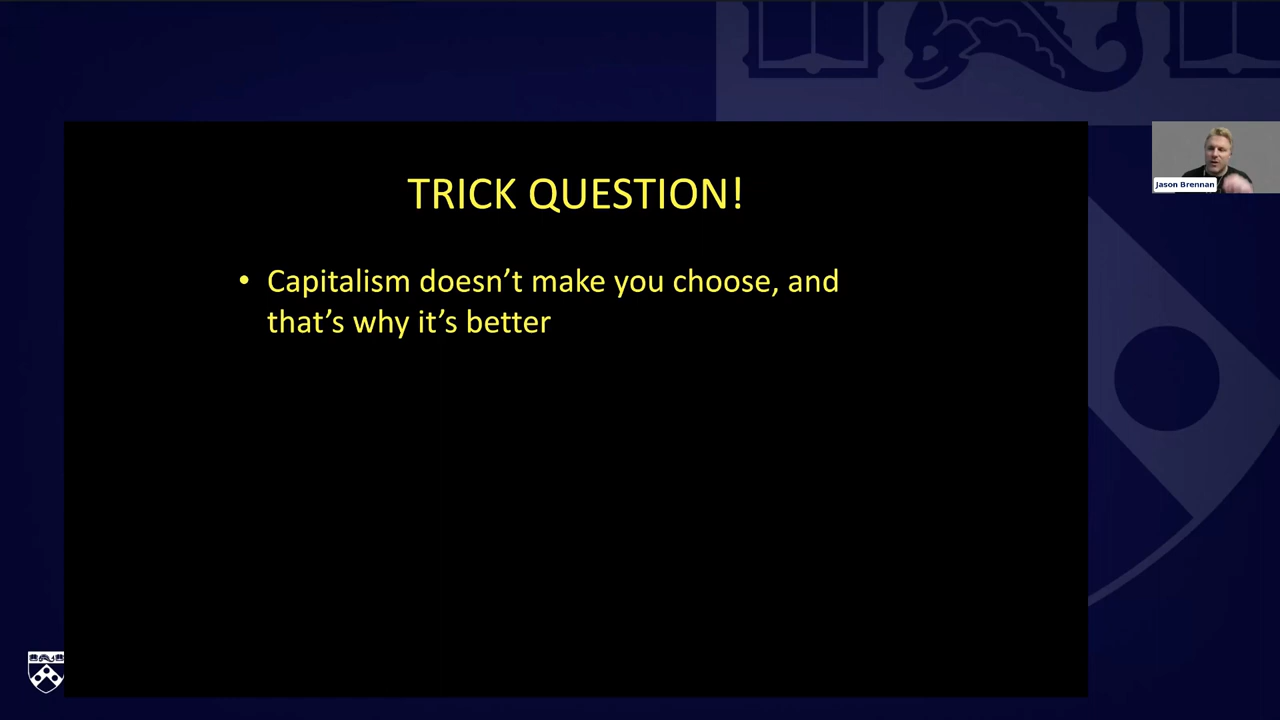 TRICK QUESTION!
• Capitalism doesn’t make you choose, and
that’s why it’s better
Jason Brennan